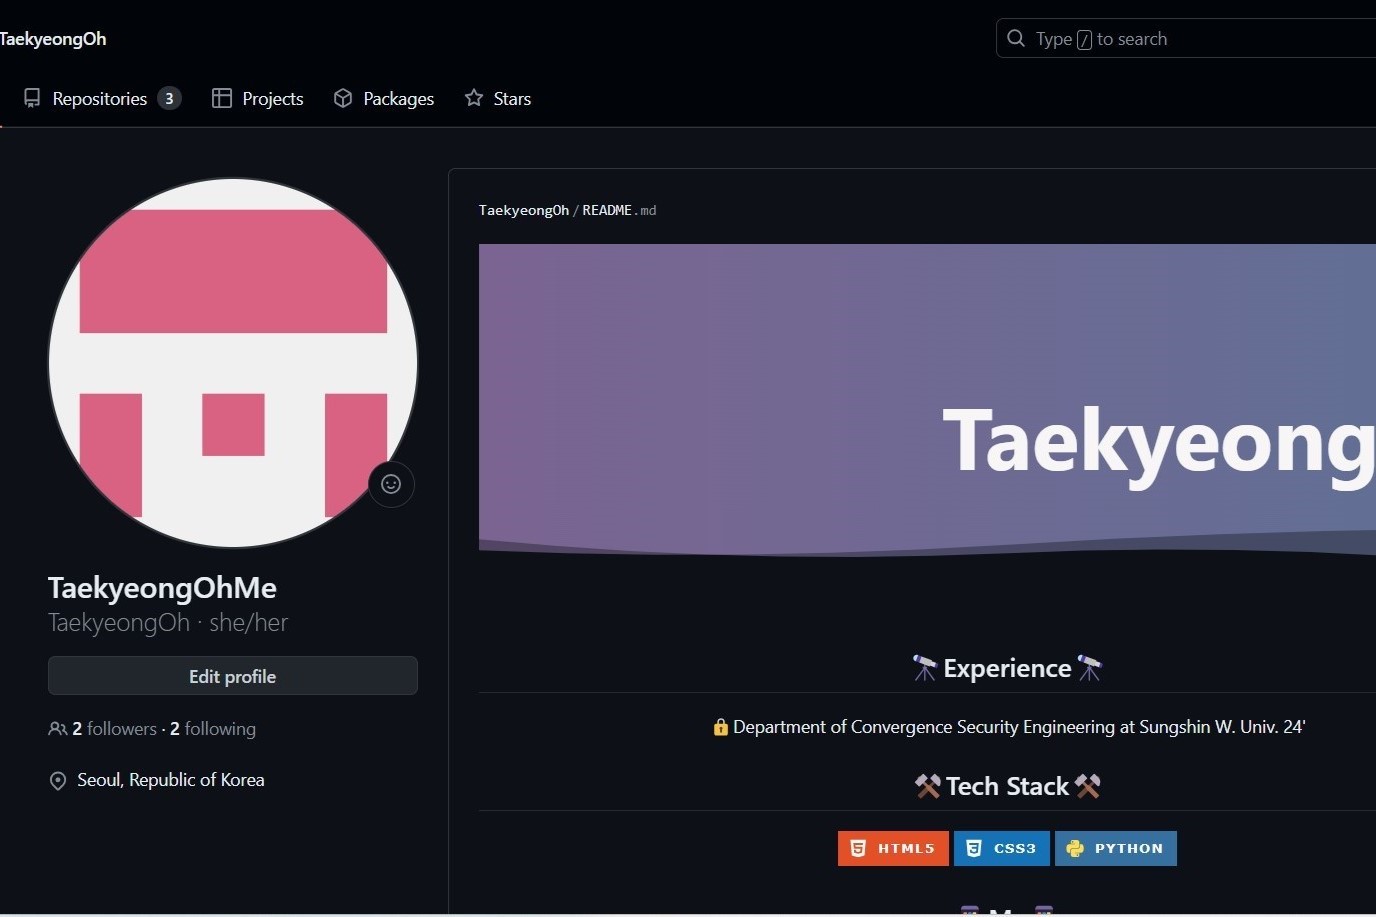 TaekyeongOh
Type / to search
Repositories 3 Projects Packages Stars
TaekyeongOh/README.md
Taekyeong
TaekyeongOhMe
TaekyeongOh · she/her
Edit profile
2 followers · 2 following
Seoul, Republic of Korea
Experience
Department of Convergence Security Engineering at Sungshin W. Univ. 24'
Tech Stack
HTML5 CSS3 PYTHON